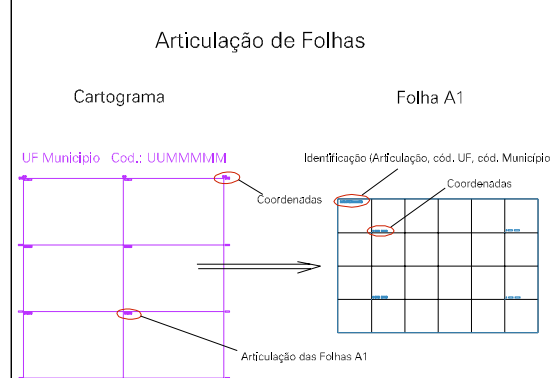 Articulação de Folhas
Cartograma
Folha A1
UF Municipio Cod.: UUMMMMM
Identificação (Articulação, cód. UF, cód. Município
Coordenadas
Coordenadas
Articulação das Folhas A1